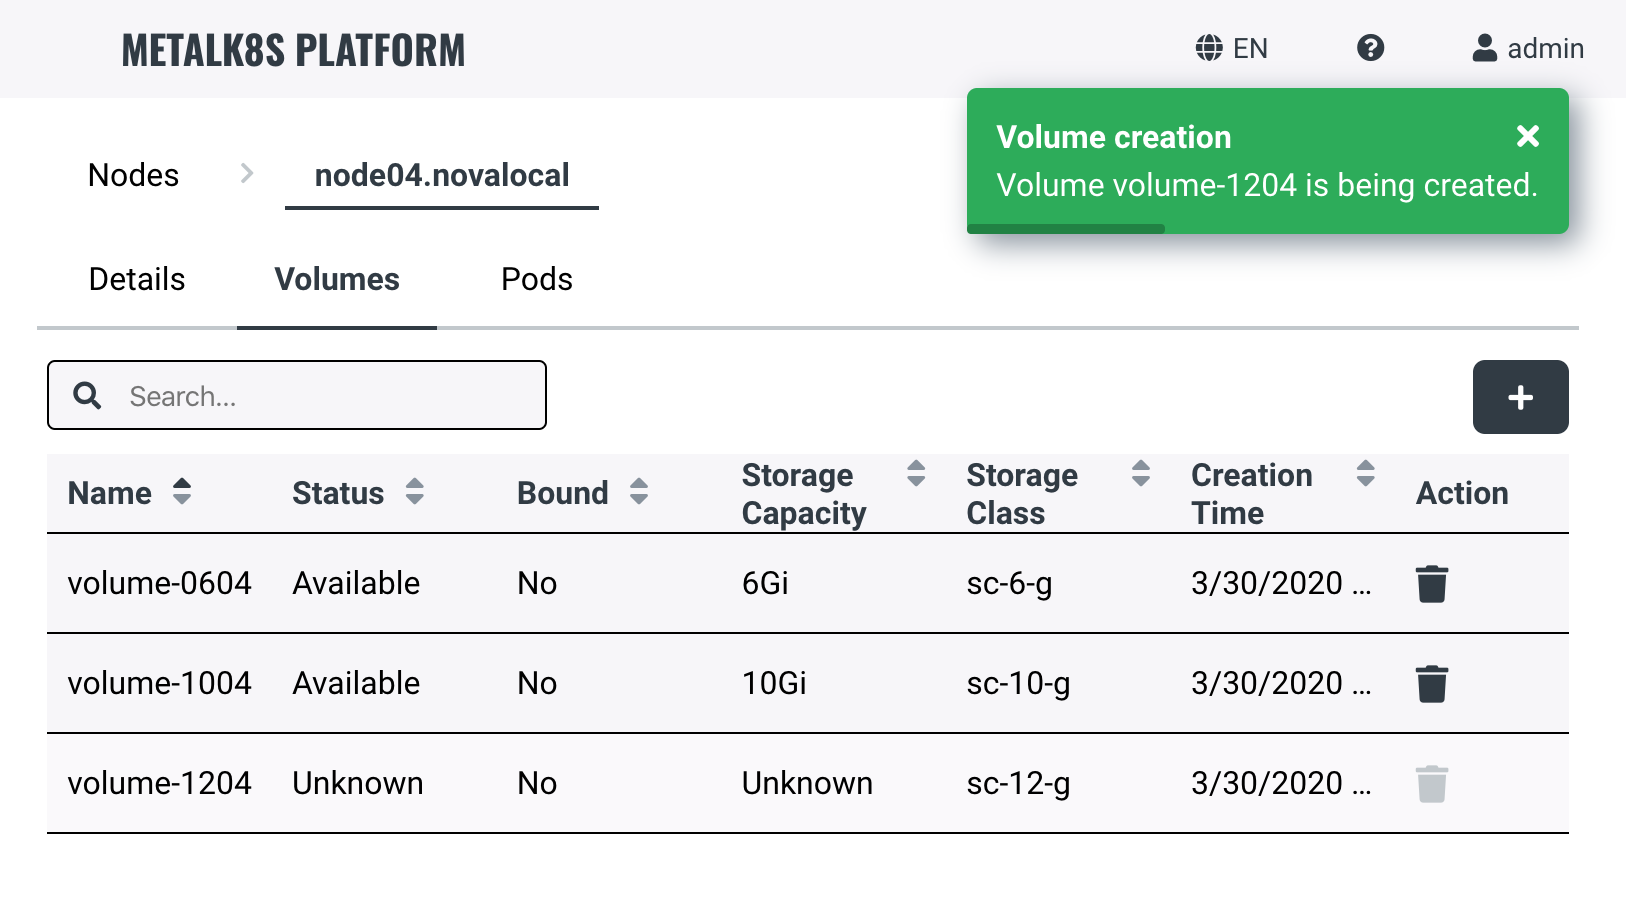 METALK8S PLATFORM
EN
admin
Volume creation
Volume volume-1204 is being created.
Nodes
node04.novalocal
Details Volumes Pods
Search...
Name Status Bound Storage Capacity Storage Class Creation Time Action
volume-0604 Available No 6Gi sc-6-g 3/30/2020 ...
volume-1004 Available No 10Gi sc-10-g 3/30/2020 ...
volume-1204 Unknown No Unknown sc-12-g 3/30/2020 ...